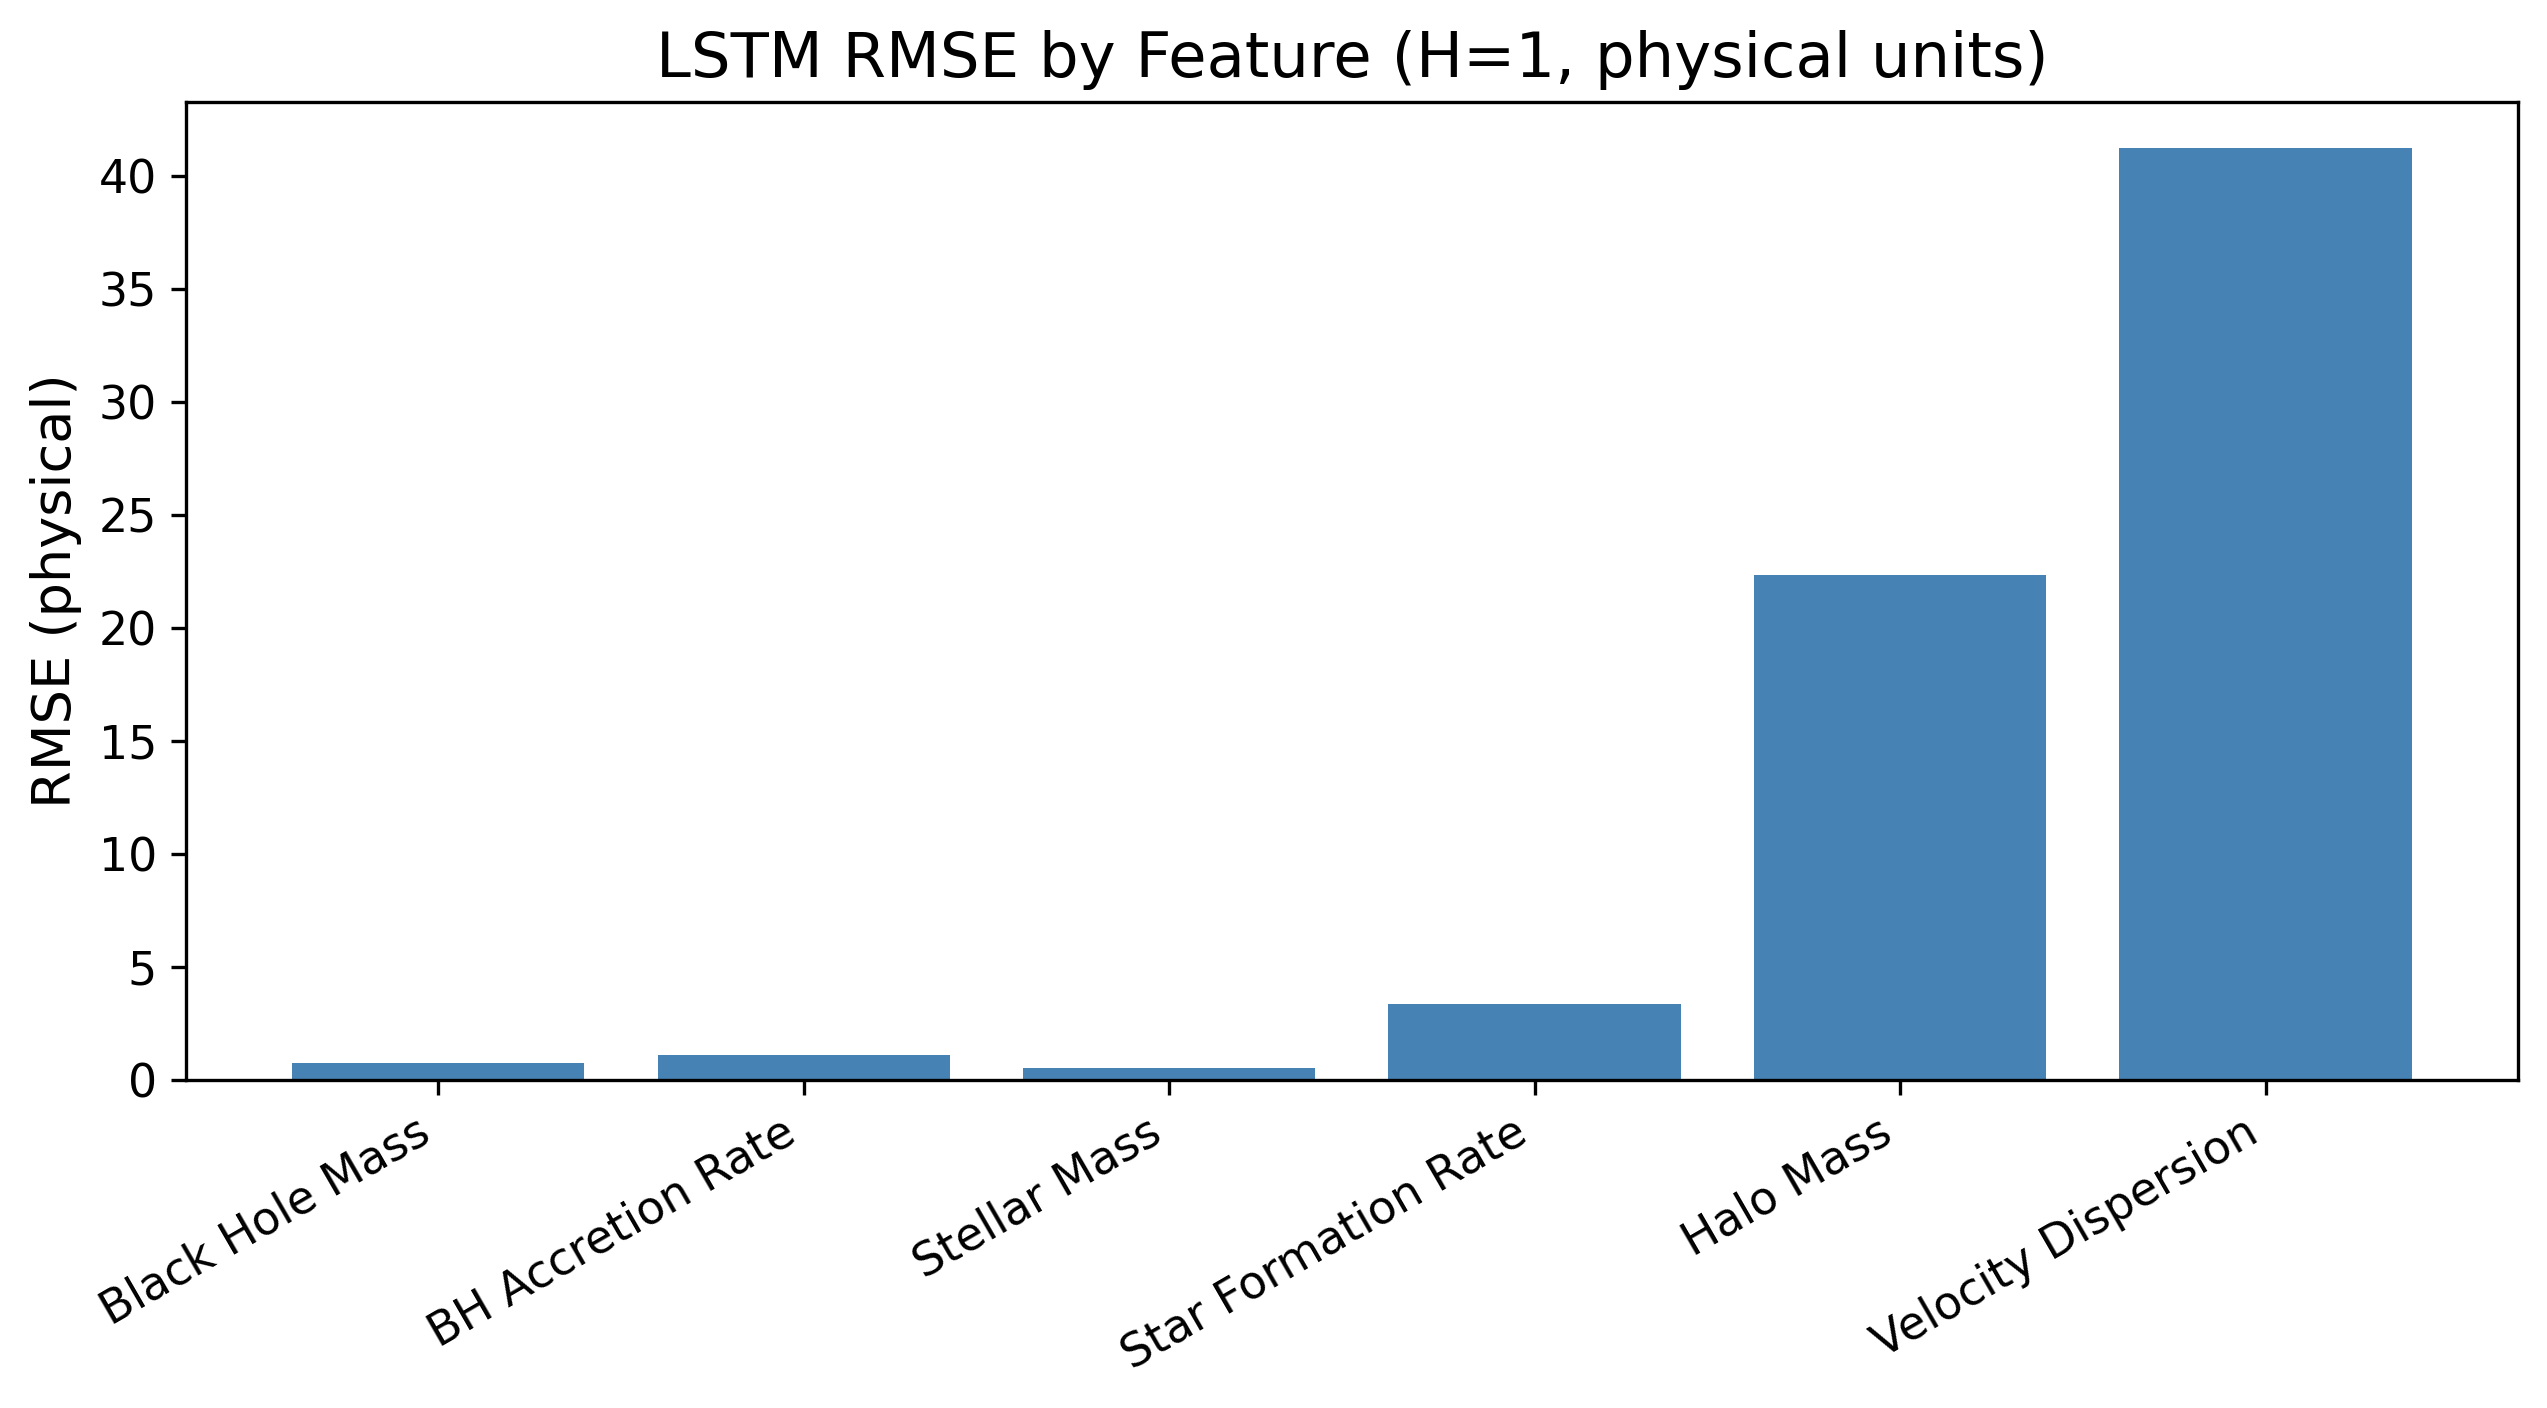 LSTM RMSE by Feature (H=1, physical units)
RMSE (physical)
40
35
30
25
20
15
10
5
0
Black Hole Mass
BH Accretion Rate
Stellar Mass
Star Formation Rate
Halo Mass
Velocity Dispersion